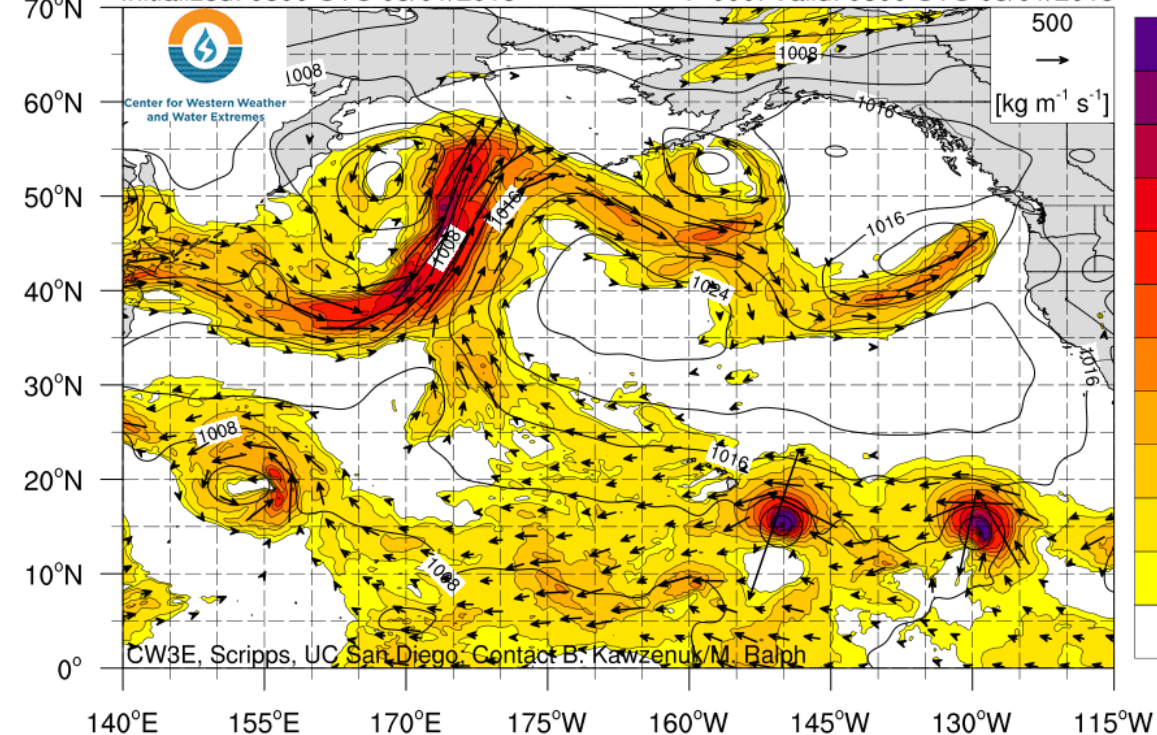 70°N
500
[kg m⁻¹ s⁻¹]
Center for Western Weather
and Water Extremes
1008
1008
1016
60°N
50°N
1016
1016
1008
40°N
1024
1016
30°N
1008
1016
20°N
10°N
1008
0°
CW3E, Scripps, UC San Diego. Contact B. Kawzenuk/M. Ralph
140°E 155°E 170°E 175°W 160°W 145°W 130°W 115°W